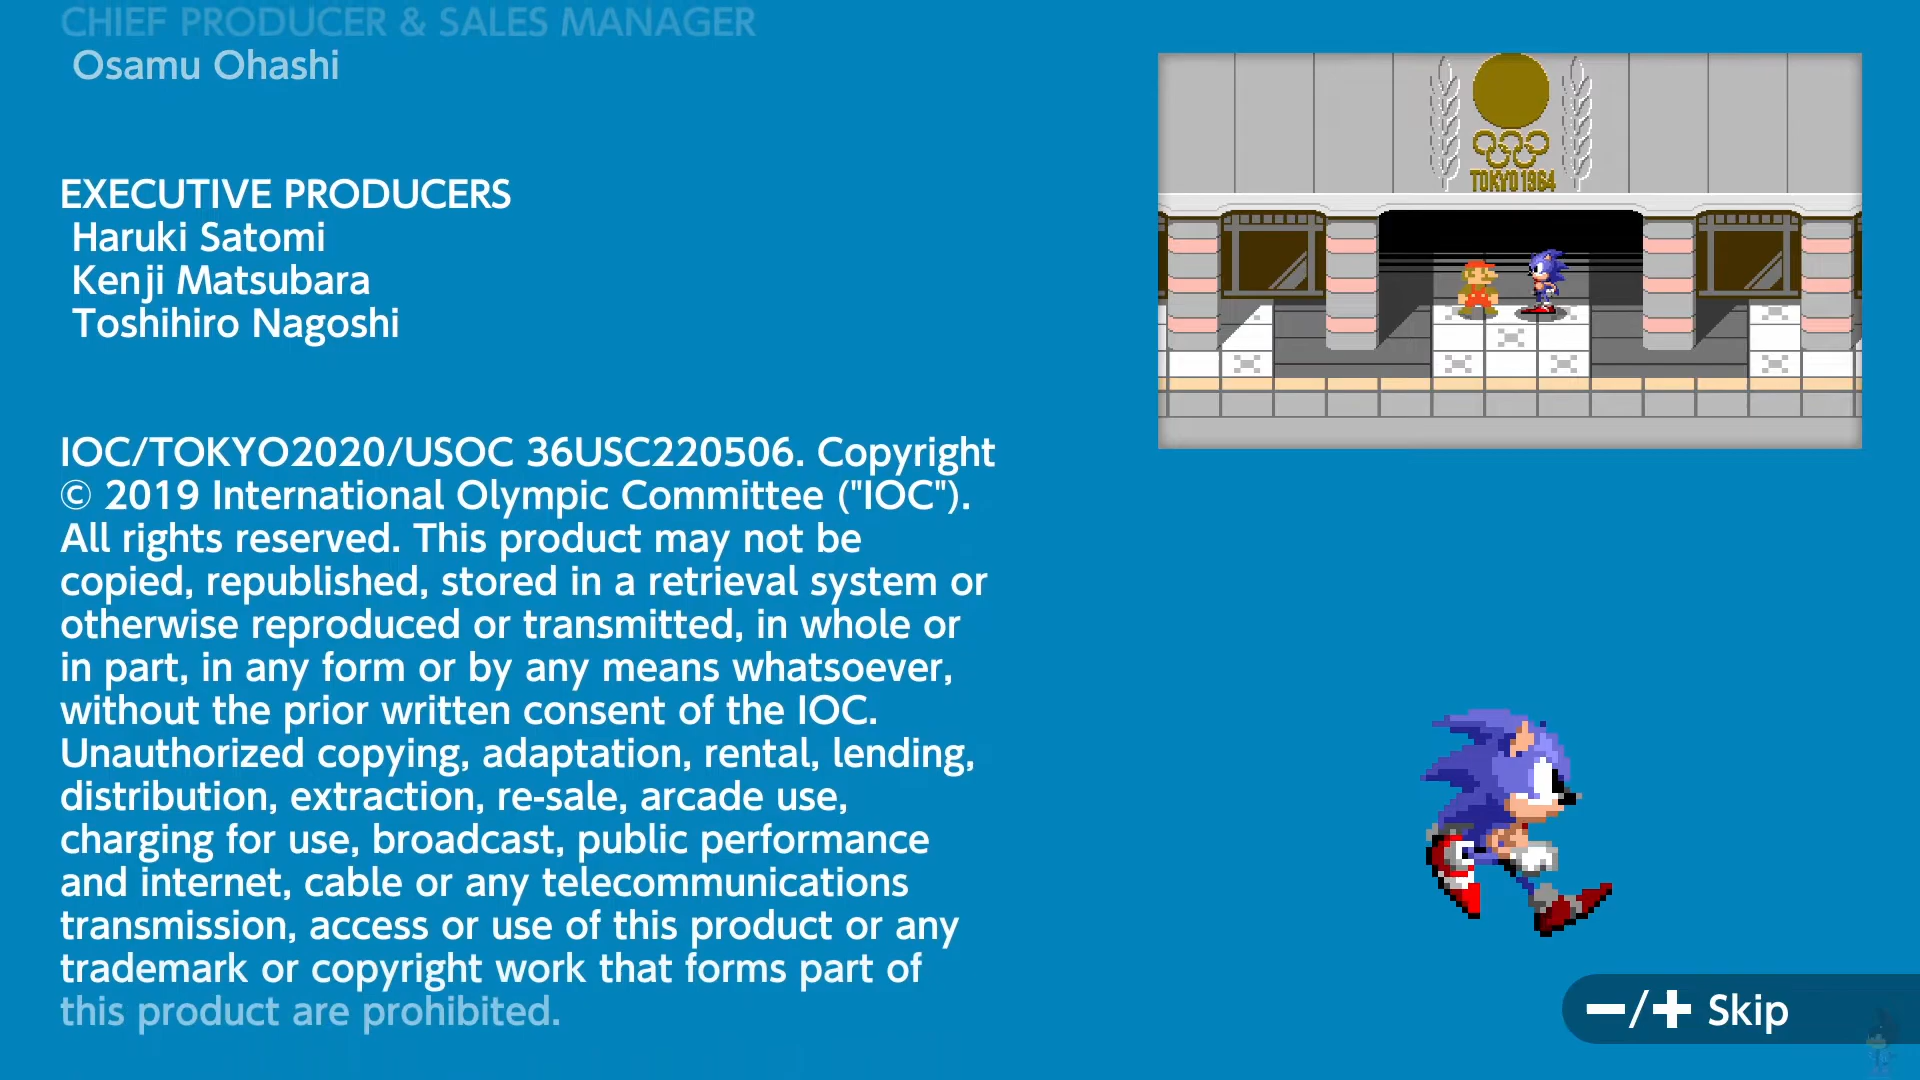 CHIEF PRODUCER & SALES MANAGER
Osamu Ohashi
EXECUTIVE PRODUCERS
Haruki Satomi
Kenji Matsubara
Toshihiro Nagoshi
IOC/TOKYO2020/USOC 36USC220506. Copyright
© 2019 International Olympic Committee ("IOC").
All rights reserved. This product may not be
copied, republished, stored in a retrieval system or
otherwise reproduced or transmitted, in whole or
in part, in any form or by any means whatsoever,
without the prior written consent of the IOC.
Unauthorized copying, adaptation, rental, lending,
distribution, extraction, re-sale, arcade use,
charging for use, broadcast, public performance
and internet, cable or any telecommunications
transmission, access or use of this product or any
trademark or copyright work that forms part of
this product are prohibited.
TOKYO 1964
−/+ Skip